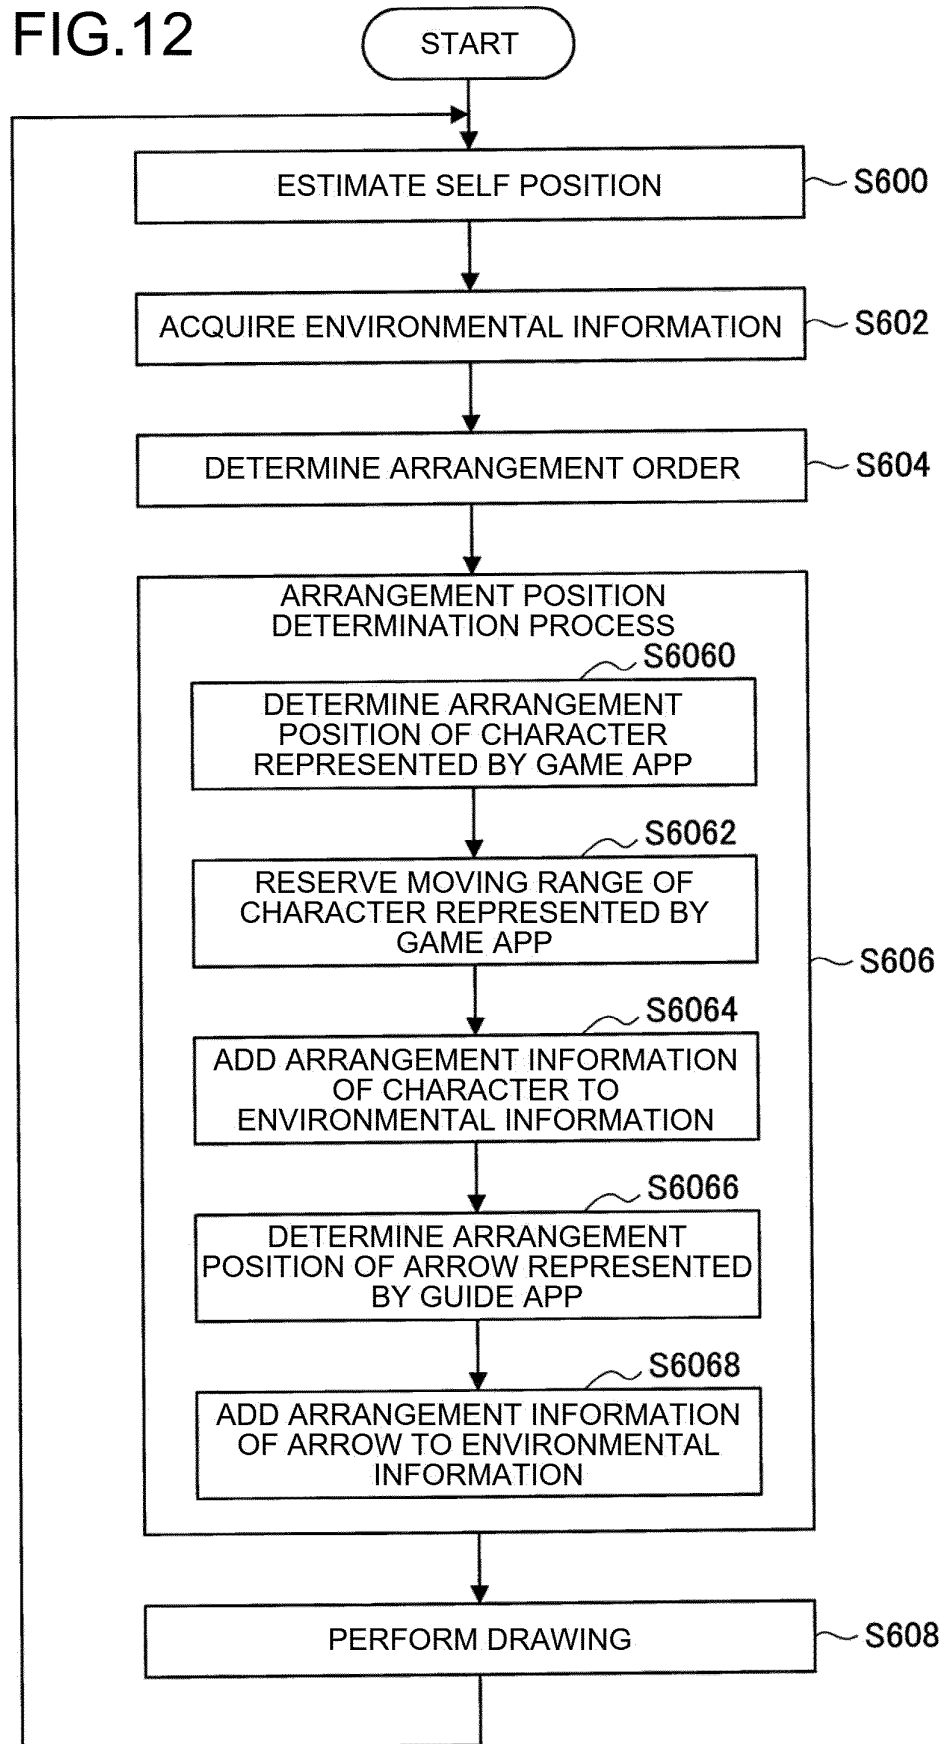 FIG.12
START
ESTIMATE SELF POSITION
S600
ACQUIRE ENVIRONMENTAL INFORMATION
S602
DETERMINE ARRANGEMENT ORDER
S604
ARRANGEMENT POSITION
DETERMINATION PROCESS
S6060
DETERMINE ARRANGEMENT
POSITION OF CHARACTER
REPRESENTED BY GAME APP
S6062
RESERVE MOVING RANGE OF
CHARACTER REPRESENTED BY
GAME APP
S606
S6064
ADD ARRANGEMENT INFORMATION
OF CHARACTER TO
ENVIRONMENTAL INFORMATION
S6066
DETERMINE ARRANGEMENT
POSITION OF ARROW REPRESENTED
BY GUIDE APP
S6068
ADD ARRANGEMENT INFORMATION
OF ARROW TO ENVIRONMENTAL
INFORMATION
PERFORM DRAWING
S608